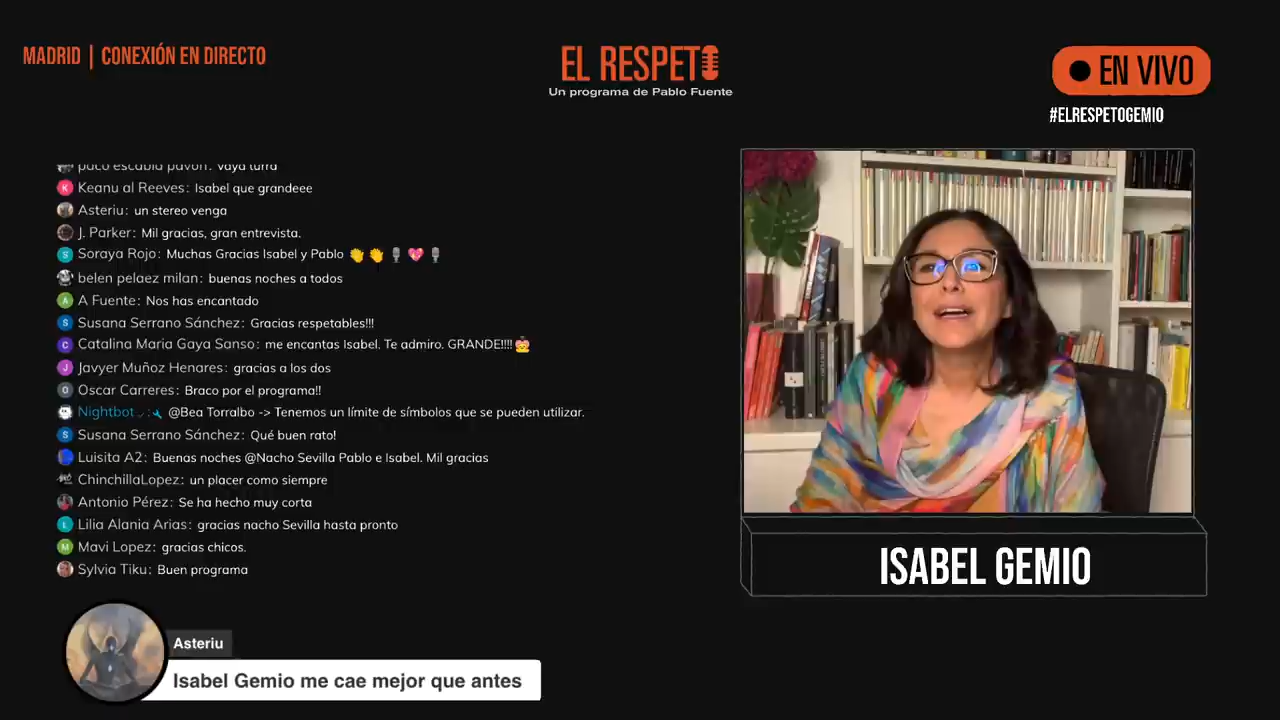 MADRID | CONEXIÓN EN DIRECTO
EL RESPETO
Un programa de Pablo Fuente
EN VIVO
#ELRESPETOGEMIO
paco escabia pavon: vaya turra
Keanu al Reeves: Isabel que grandeee
Asteriu: un stereo venga
J. Parker: Mil gracias, gran entrevista.
Soraya Rojo: Muchas Gracias Isabel y Pablo 👏 👏 🎙️ 💖 🎙️
belen pelaez milan: buenas noches a todos
A Fuente: Nos has encantado
Susana Serrano Sánchez: Gracias respetables!!!
Catalina Maria Gaya Sanso: me encantas Isabel. Te admiro. GRANDE!!!!
Javyer Muñoz Henares: gracias a los dos
Oscar Carreres: Braco por el programa!!
Nightbot: @Bea Torralbo -> Tenemos un límite de símbolos que se pueden utilizar.
Susana Serrano Sánchez: Qué buen rato!
Luisita A2: Buenas noches @Nacho Sevilla Pablo e Isabel. Mil gracias
ChinchillaLopez: un placer como siempre
Antonio Pérez: Se ha hecho muy corta
Lilia Alania Arias: gracias nacho Sevilla hasta pronto
Mavi Lopez: gracias chicos.
Sylvia Tiku: Buen programa
ISABEL GEMIO
Asteriu
Isabel Gemio me cae mejor que antes